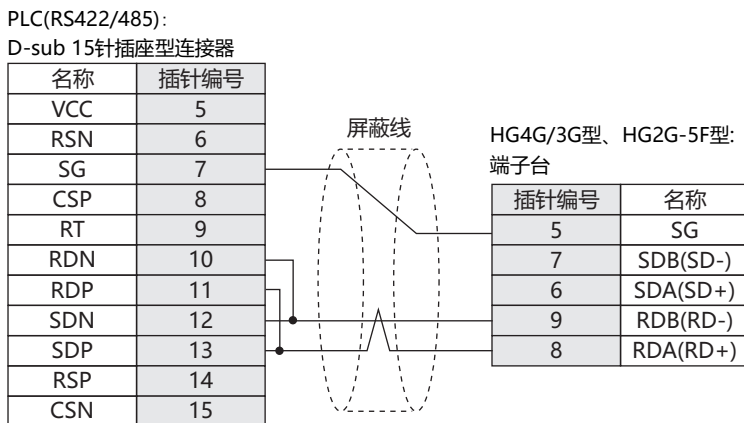 PLC(RS422/485):
D-sub 15针插座型连接器
名称 插针编号
VCC 5
RSN 6
SG 7
CSP 8
RT 9
RDN 10
RDP 11
SDN 12
SDP 13
RSP 14
CSN 15
屏蔽线
HG4G/3G型、HG2G-5F型:
端子台
插针编号 名称
5 SG
7 SDB(SD-)
6 SDA(SD+)
9 RDB(RD-)
8 RDA(RD+)